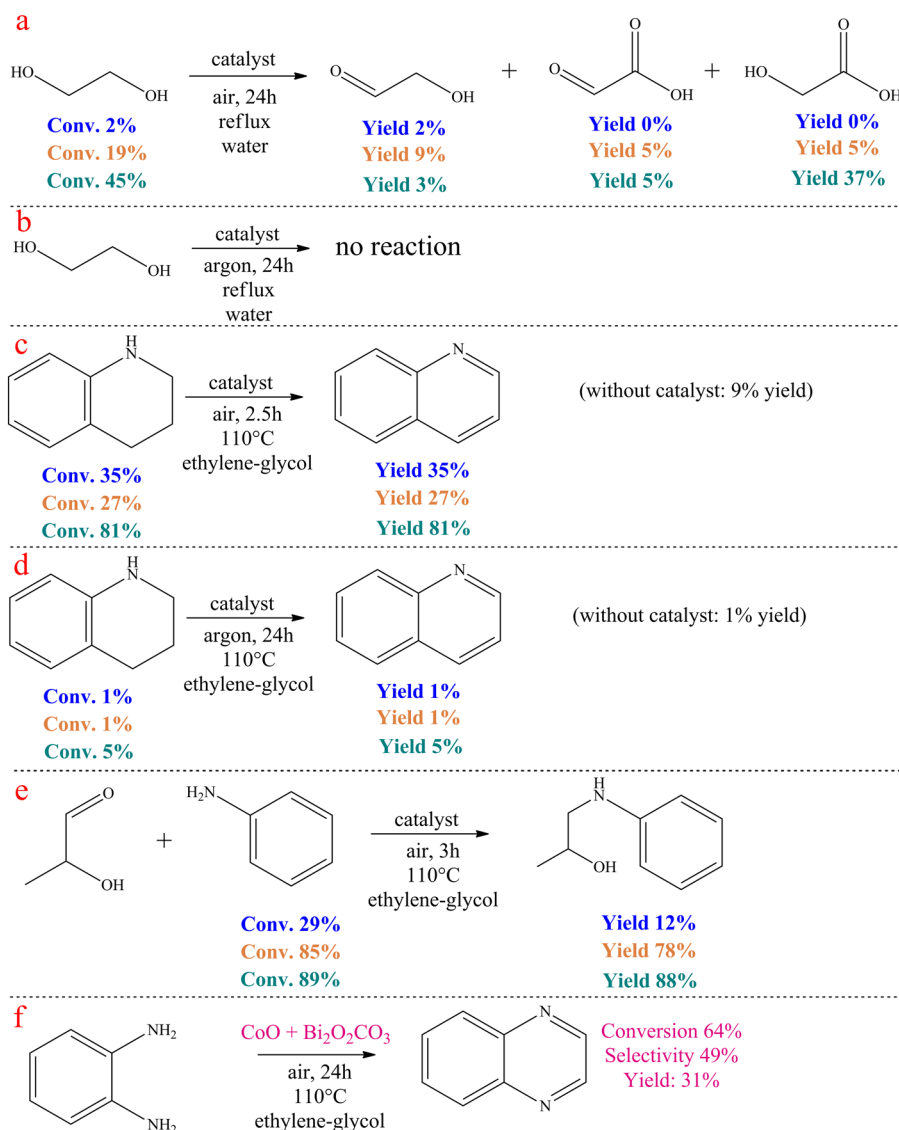 a
HO
OH
catalyst
air, 24h
reflux
water
O
OH
+
O
O
OH
+
HO
O
OH
Conv. 2%
Conv. 19%
Conv. 45%
Yield 2%
Yield 9%
Yield 3%
Yield 0%
Yield 5%
Yield 5%
Yield 0%
Yield 5%
Yield 37%
b
HO
OH
catalyst
argon, 24h
reflux
water
no reaction
c
H
N
catalyst
air, 2.5h
110°C
ethylene-glycol
N
(without catalyst: 9% yield)
Conv. 35%
Conv. 27%
Conv. 81%
Yield 35%
Yield 27%
Yield 81%
d
H
N
catalyst
argon, 24h
110°C
ethylene-glycol
N
(without catalyst: 1% yield)
Conv. 1%
Conv. 1%
Conv. 5%
Yield 1%
Yield 1%
Yield 5%
e
O
OH
+
H2N
catalyst
air, 3h
110°C
ethylene-glycol
H
N
OH
Conv. 29%
Conv. 85%
Conv. 89%
Yield 12%
Yield 78%
Yield 88%
f
NH2
NH2
CoO + Bi2O2CO3
air, 24h
110°C
ethylene-glycol
N
N
Conversion 64%
Selectivity 49%
Yield: 31%